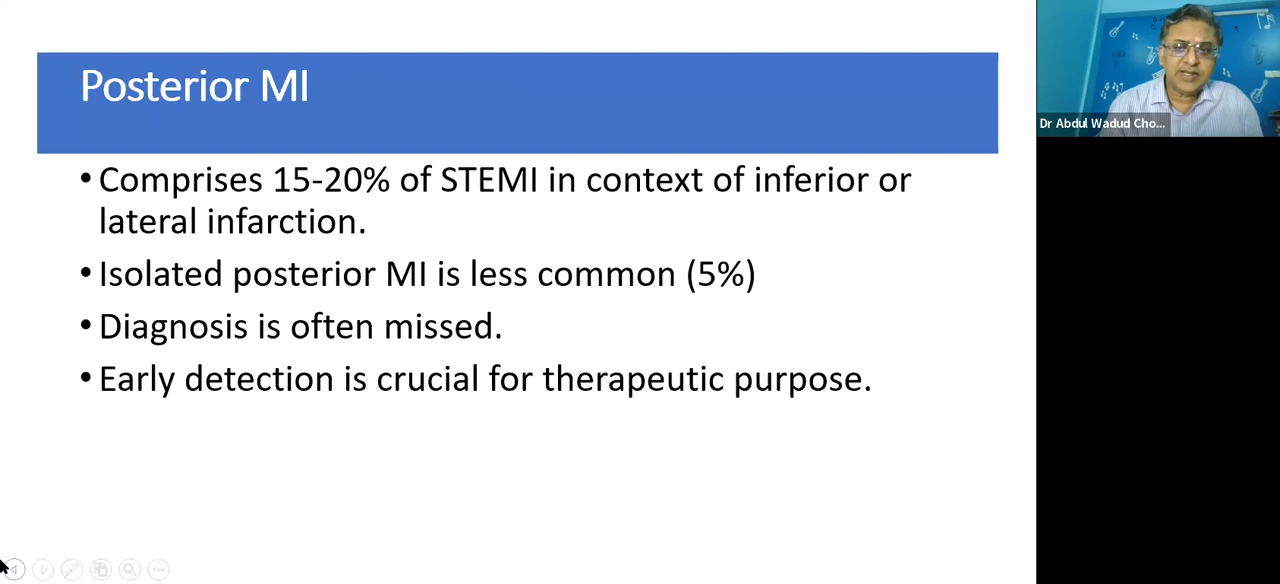 Posterior MI
• Comprises 15-20% of STEMI in context of inferior or
lateral infarction.
• Isolated posterior MI is less common (5%)
• Diagnosis is often missed.
• Early detection is crucial for therapeutic purpose.
Dr Abdul Wadud Cho...